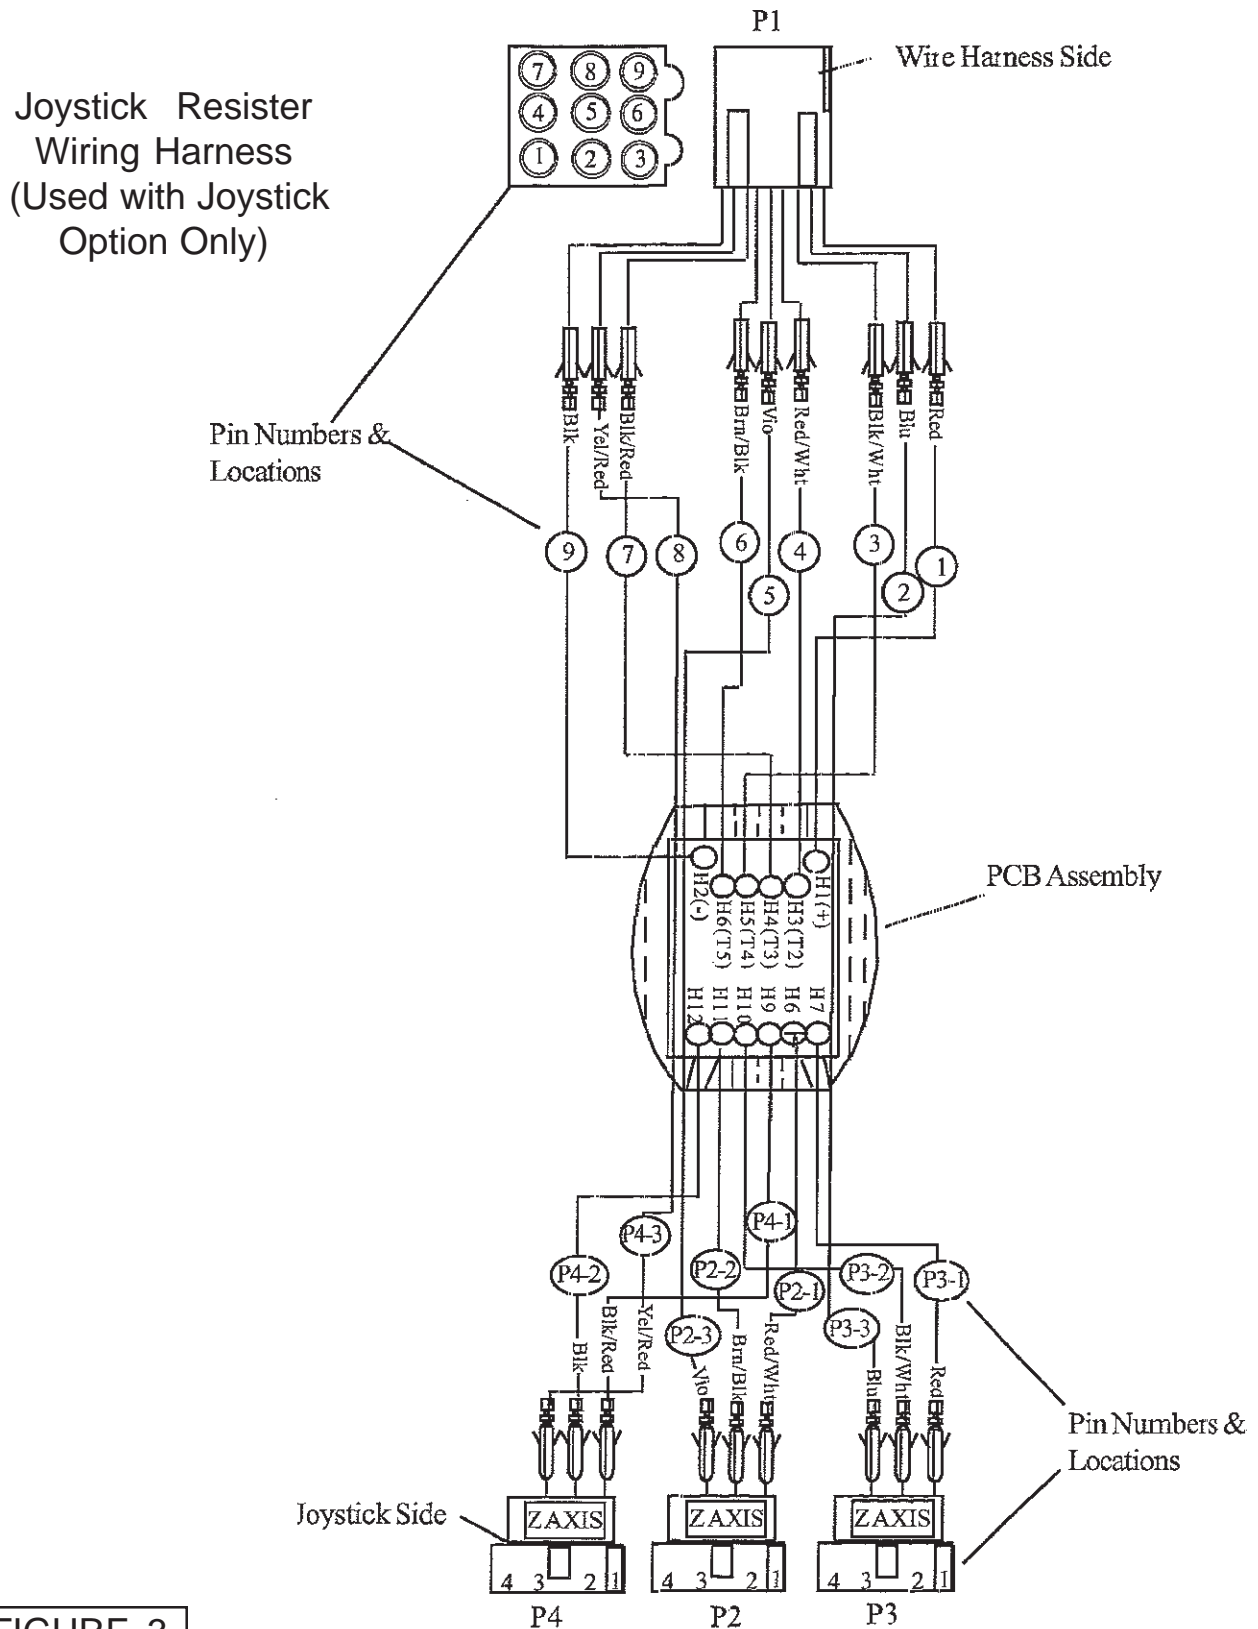 P1
Wire Harness Side
7 8 9
4 5 6
1 2 3
Joystick Resister
Wiring Harness
(Used with Joystick
Option Only)
Blk
Yel/Red
Blk/Red
Brn/Blk
Vio
Red/Wht
Blk/Wht
Blu
Red
Pin Numbers &
Locations
9
7
8
6
5
4
3
2
1
PCB Assembly
H2(-)
H6(T5)
H5(T4)
H4(T3)
H3(T2)
H1(+)
H12
H11
H10
H9
H6
H7
P4-2
P4-3
P2-2
P2-3
P4-1
P2-1
P3-2
P3-3
P3-1
Blk
Blk/Red
Yel/Red
Vio
Brn/Blk
Red/Wht
Blu
Blk/Wht
Red
Pin Numbers &
Locations
Joystick Side
ZAXIS
ZAXIS
ZAXIS
4 3 2 1
4 3 2 1
4 3 2 1
P4
P2
P3